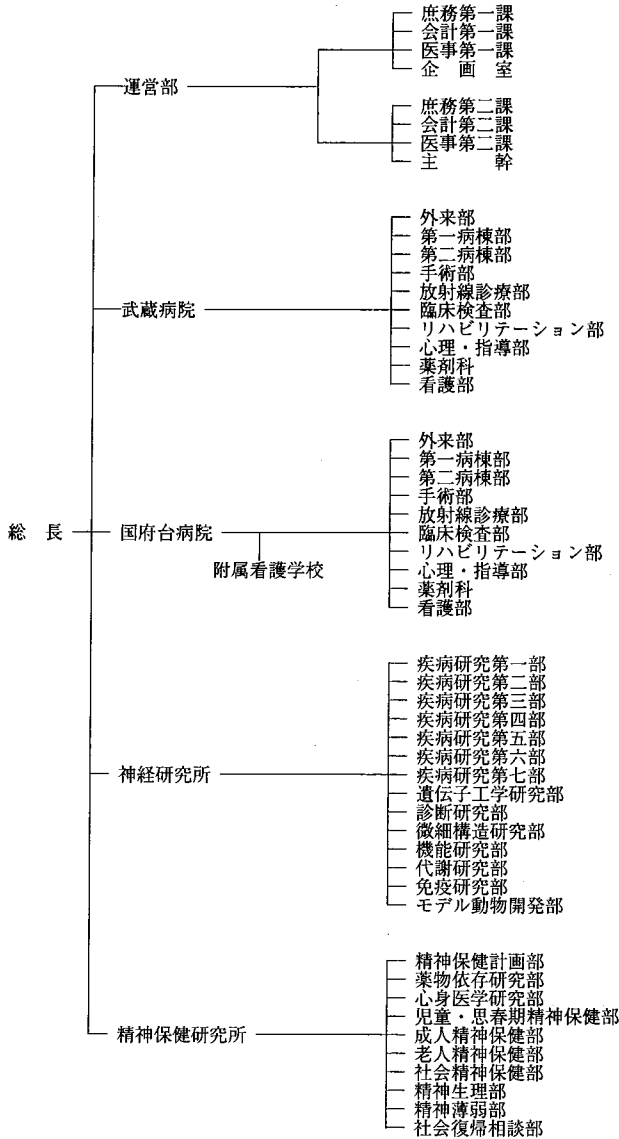 総長
運営部
庶務第一課
会計第一課
医事第一課
企画室
庶務第二課
会計第二課
医事第二課
主幹
武蔵病院
外来部
第一病棟部
第二病棟部
手術部
放射線診療部
臨床検査部
リハビリテーション部
心理・指導部
薬剤科
看護部
国府台病院
附属看護学校
外来部
第一病棟部
第二病棟部
手術部
放射線診療部
臨床検査部
リハビリテーション部
心理・指導部
薬剤科
看護部
神経研究所
疾病研究第一部
疾病研究第二部
疾病研究第三部
疾病研究第四部
疾病研究第五部
疾病研究第六部
疾病研究第七部
遺伝子工学研究部
診断研究部
微細構造研究部
機能研究部
代謝研究部
免疫研究部
モデル動物開発部
精神保健研究所
精神保健計画部
薬物依存研究部
心身医学研究部
児童・思春期精神保健部
成人精神保健部
老人精神保健部
社会精神保健部
精神生理部
精神薄弱部
社会復帰相談部